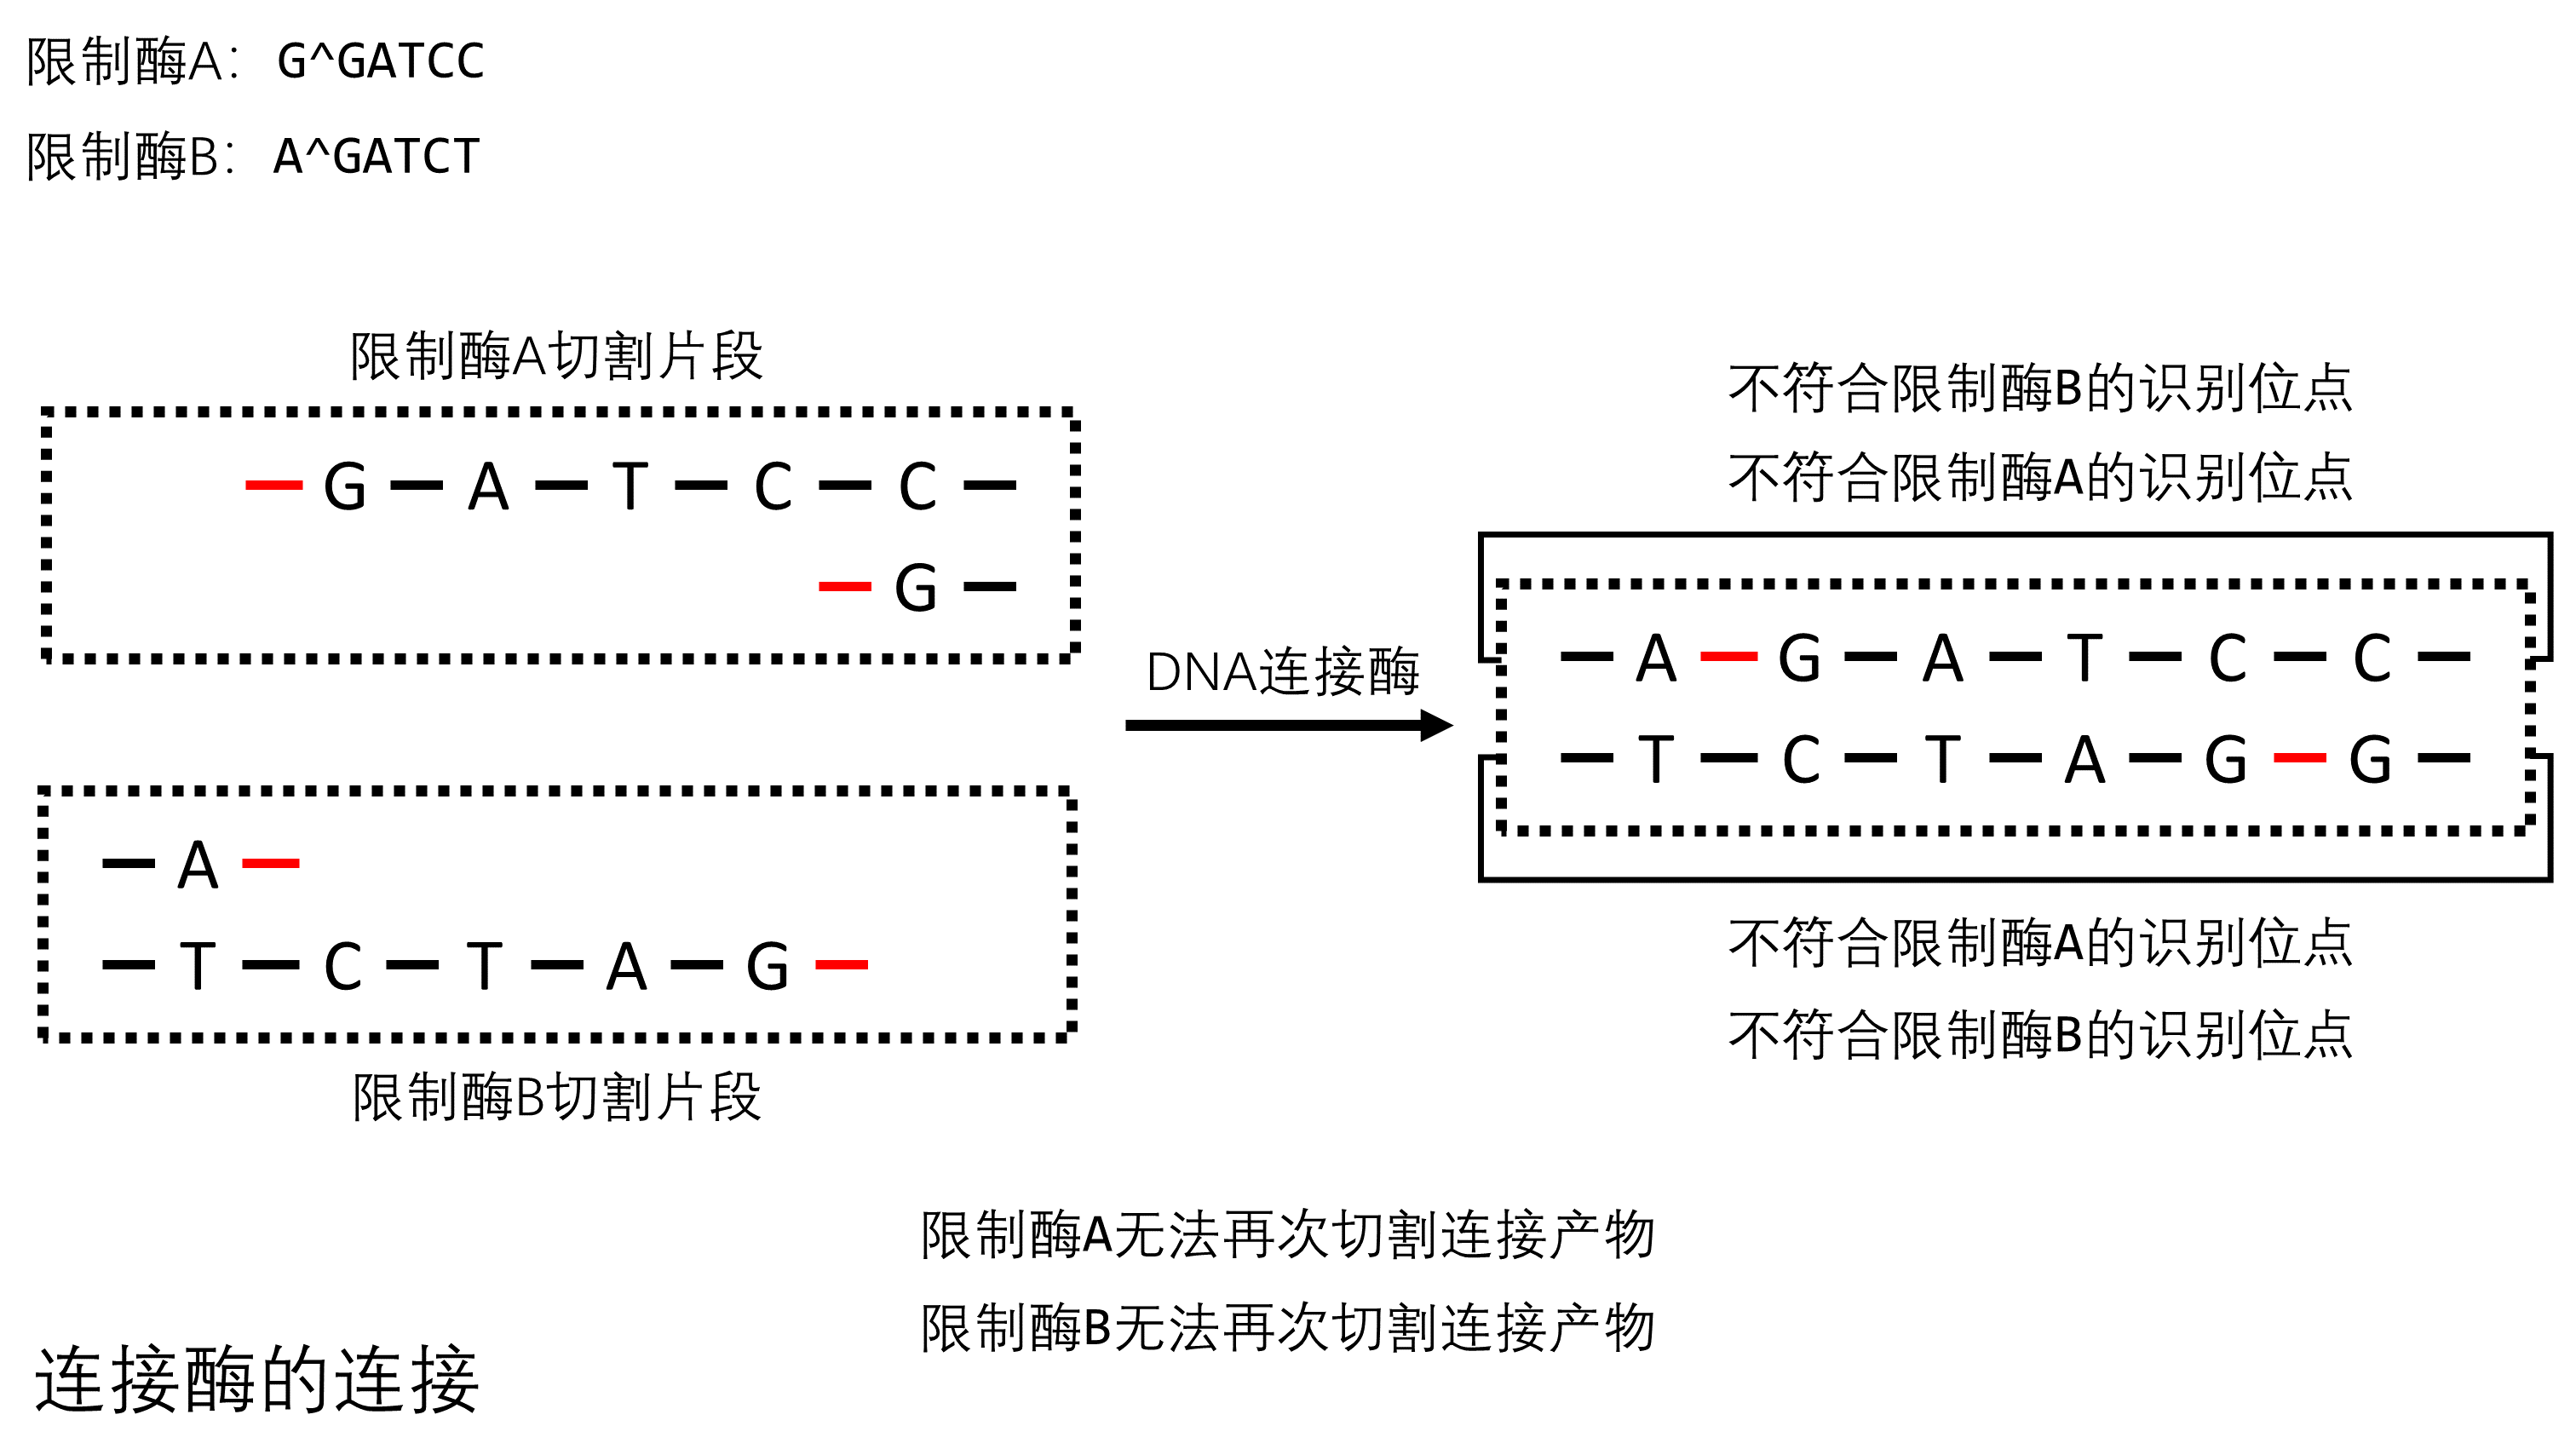 限制酶A：G^GATCC
限制酶B：A^GATCT
限制酶A切割片段
G A T C C
G
限制酶B切割片段
A
T C T A G
DNA连接酶
不符合限制酶B的识别位点
不符合限制酶A的识别位点
A G A T C C
T C T A G G
不符合限制酶A的识别位点
不符合限制酶B的识别位点
限制酶A无法再次切割连接产物
限制酶B无法再次切割连接产物
连接酶的连接